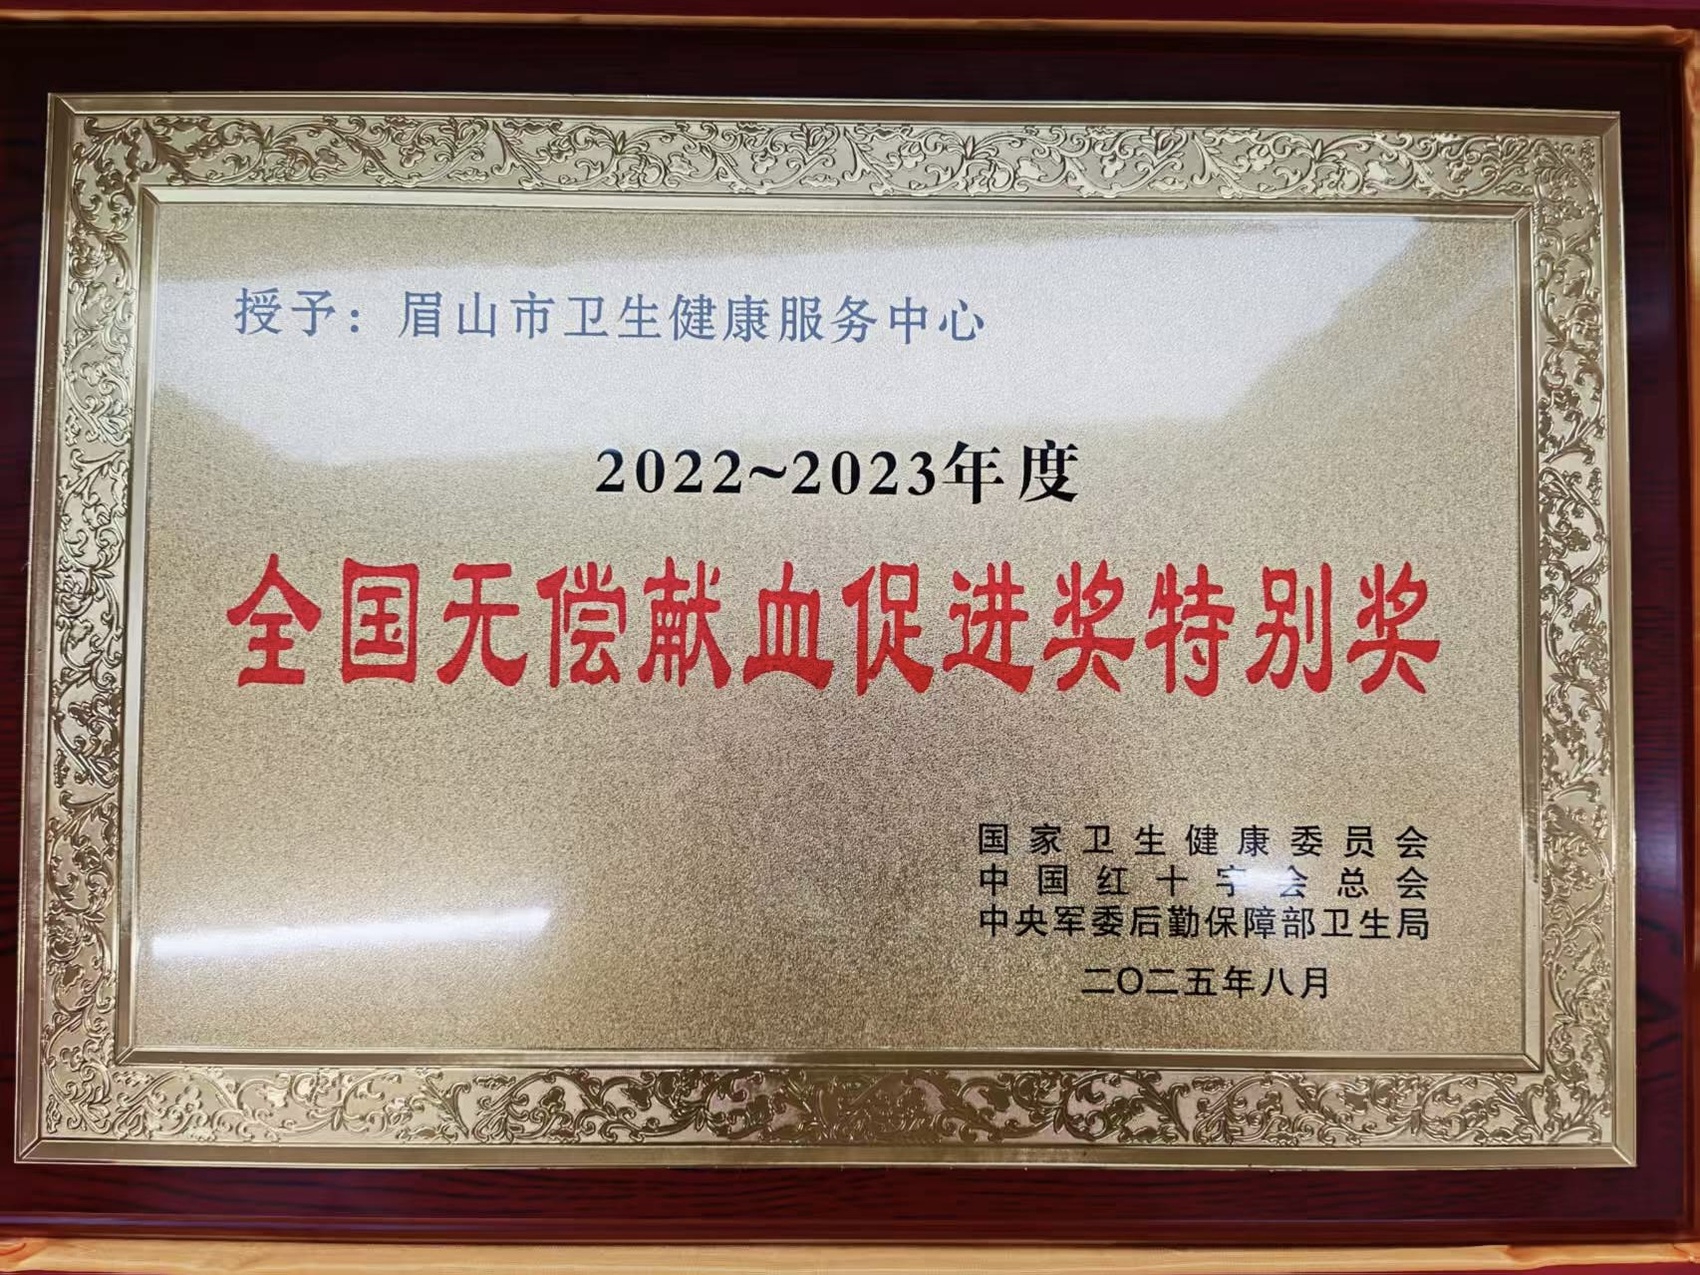 授予：眉山市卫生健康服务中心
2022~2023年度
全国无偿献血促进奖特别奖
国家卫生健康委员会
中国红十字会总会
中央军委后勤保障部卫生局
二〇二五年八月